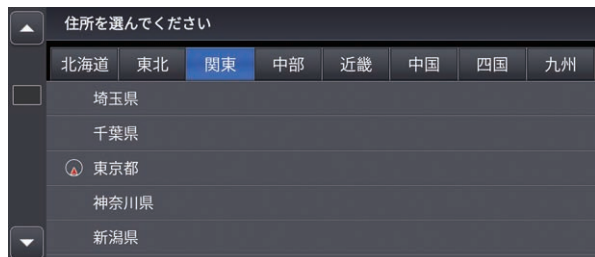 住所を選んでください
北海道 東北 関東 中部 近畿 中国 四国 九州
埼玉県
千葉県
東京都
神奈川県
新潟県